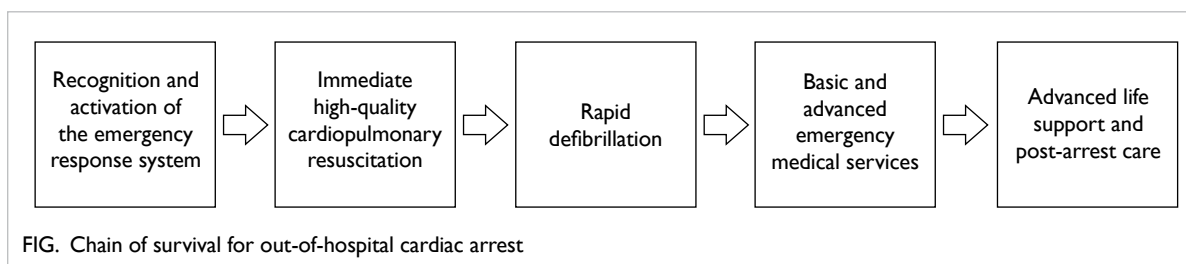 Recognition and
activation of
the emergency
response system
Immediate
high-quality
cardiopulmonary
resuscitation
Rapid
defibrillation
Basic and
advanced
emergency
medical services
Advanced life
support and
post-arrest care
FIG. Chain of survival for out-of-hospital cardiac arrest